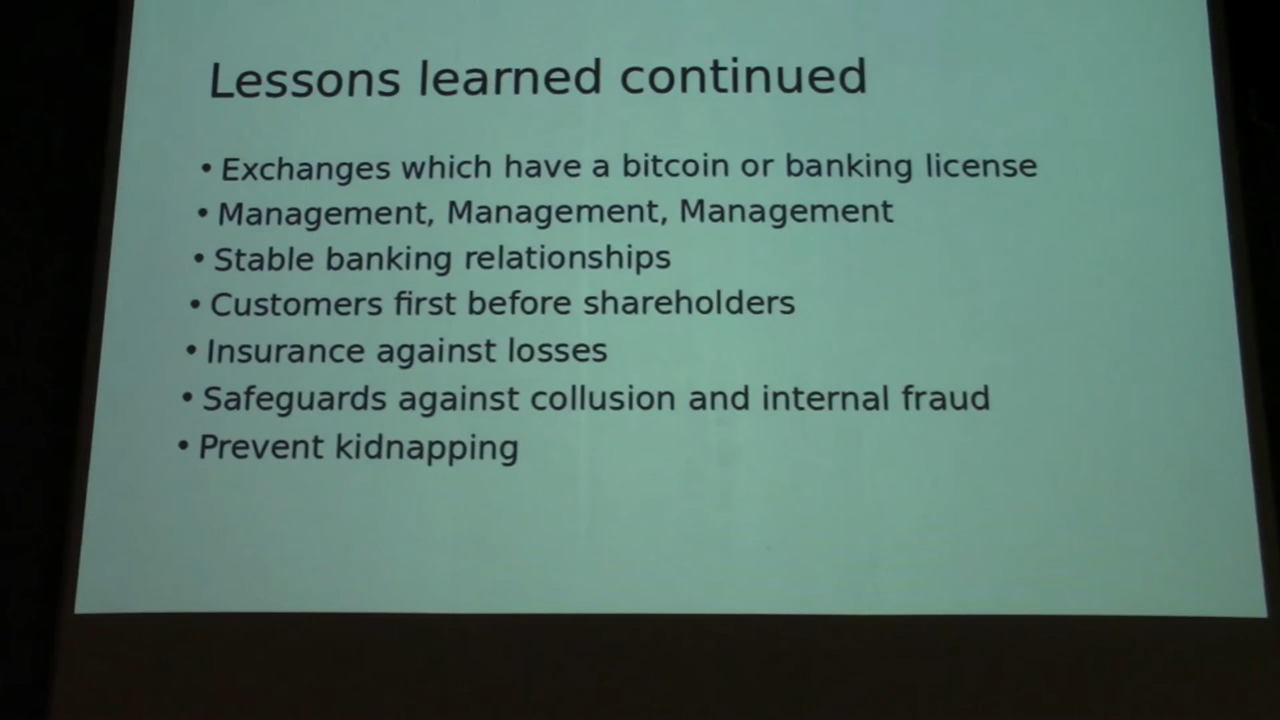 Lessons learned continued
• Exchanges which have a bitcoin or banking license
• Management, Management, Management
• Stable banking relationships
• Customers first before shareholders
• Insurance against losses
• Safeguards against collusion and internal fraud
• Prevent kidnapping